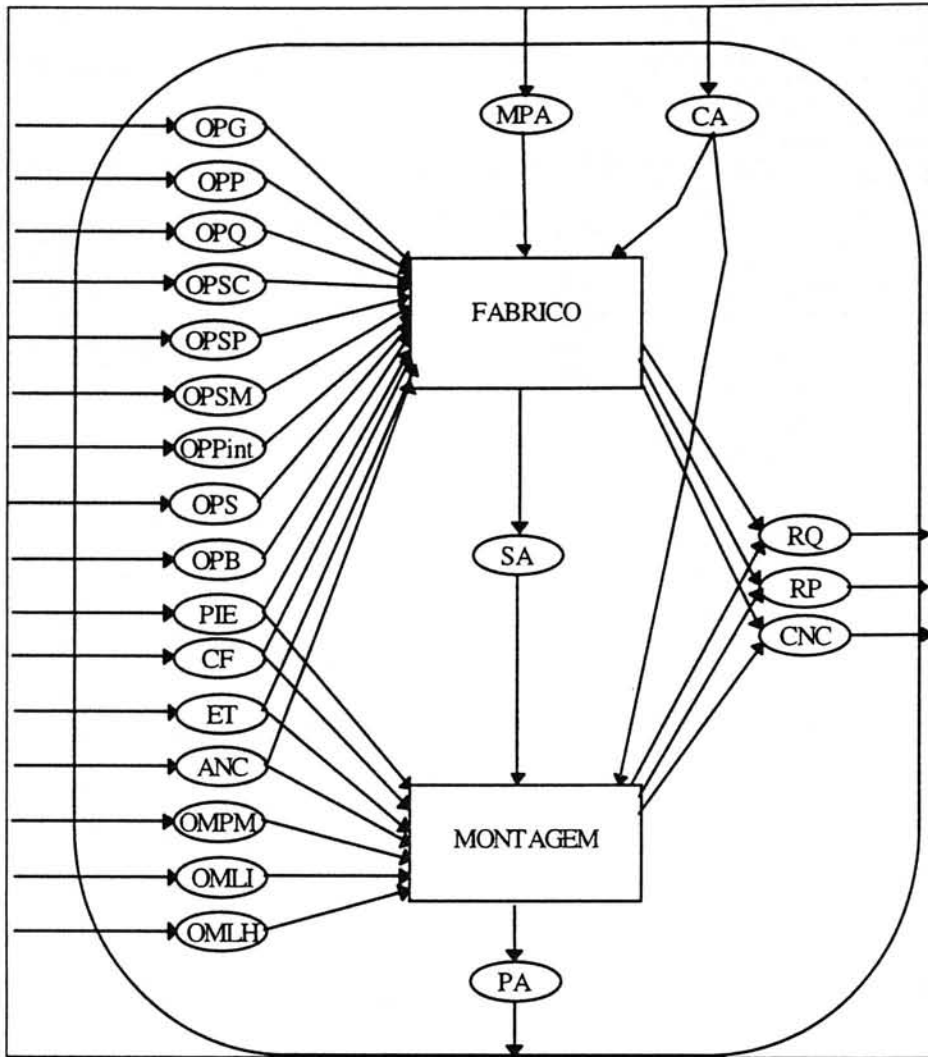 MPA
CA
OPG
OPP
OPQ
OPSC
OPSP
OPSM
OPPint
OPS
OPB
PIE
CF
ET
ANC
OMPM
OMLI
OMLH
FABRICO
SA
MONTAGEM
PA
RQ
RP
CNC